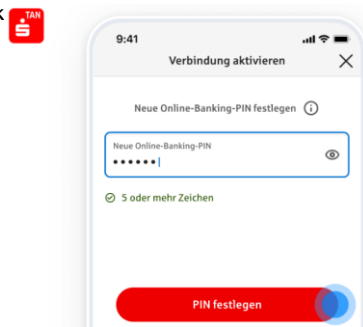 K
TAN
9:41
Verbindung aktivieren
Neue Online-Banking-PIN festlegen
Neue Online-Banking-PIN
••••••
5 oder mehr Zeichen
PIN festlegen